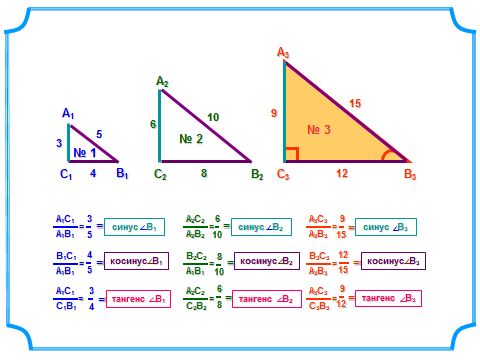 A₃
A₂
A₁
3
5
№ 1
C₁
4
B₁
6
10
№ 2
C₂
8
B₂
9
15
№ 3
C₃
12
B₃
A₁C₁/A₁B₁ = 3/5 = синус ∠B₁
A₂C₂/A₂B₂ = 6/10 = синус ∠B₂
A₃C₃/A₃B₃ = 9/15 = синус ∠B₃
B₁C₁/A₁B₁ = 4/5 = косинус∠B₁
B₂C₂/A₁B₁ = 8/10 = косинус∠B₂
B₃C₃/A₃B₃ = 12/15 = косинус∠B₃
A₁C₁/C₁B₁ = 3/4 = тангенс ∠B₁
A₂C₂/C₂B₂ = 6/8 = тангенс ∠B₂
A₃C₃/C₃B₃ = 9/12 = тангенс ∠B₃